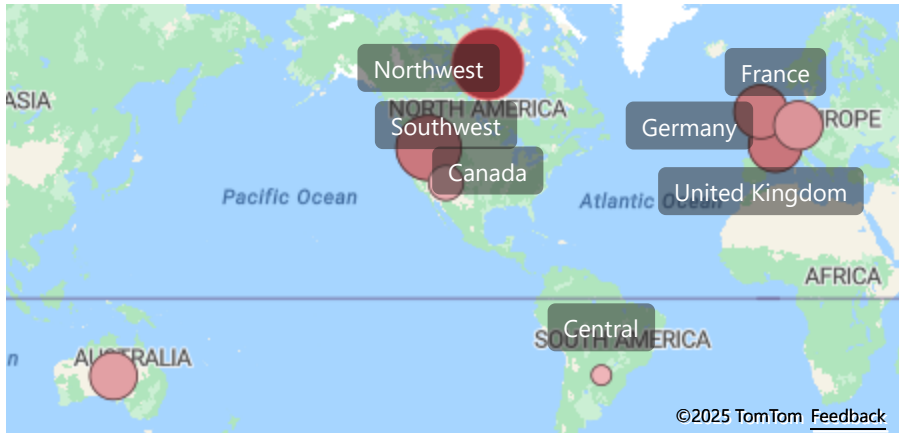 France
Northwest
ASIA
NORTH AMERICA
ROPE
Southwest
Germany
Canada
United Kingdom
Pacific Ocean
Atlantic Ocean
AFRICA
Central
SOUTH AMERICA
AUSTRALIA
n
©2025 TomTom Feedback